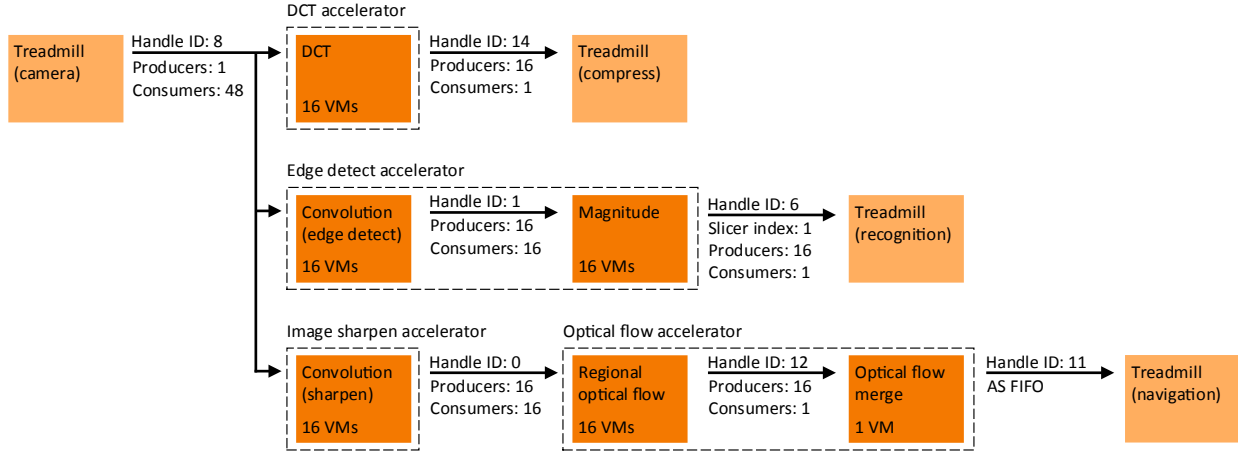 DCT accelerator
Treadmill
(camera)
Handle ID: 8
Producers: 1
Consumers: 48
DCT
16 VMs
Handle ID: 14
Producers: 16
Consumers: 1
Treadmill
(compress)
Edge detect accelerator
Convolution
(edge detect)
16 VMs
Handle ID: 1
Producers: 16
Consumers: 16
Magnitude
16 VMs
Handle ID: 6
Slicer index: 1
Producers: 16
Consumers: 1
Treadmill
(recognition)
Image sharpen accelerator
Convolution
(sharpen)
16 VMs
Handle ID: 0
Producers: 16
Consumers: 16
Optical flow accelerator
Regional
optical flow
16 VMs
Handle ID: 12
Producers: 16
Consumers: 1
Optical flow
merge
1 VM
Handle ID: 11
AS FIFO
Treadmill
(navigation)